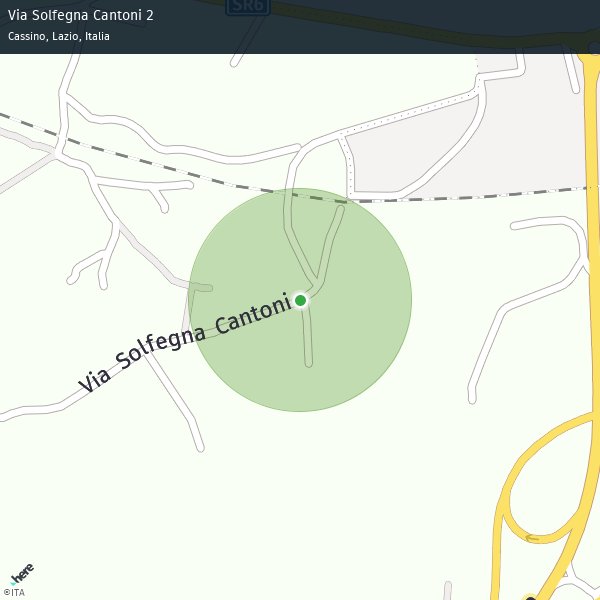 Via Solfegna Cantoni 2
Cassino, Lazio, Italia
SR6
Via Solfegna Cantoni
here
©ITA